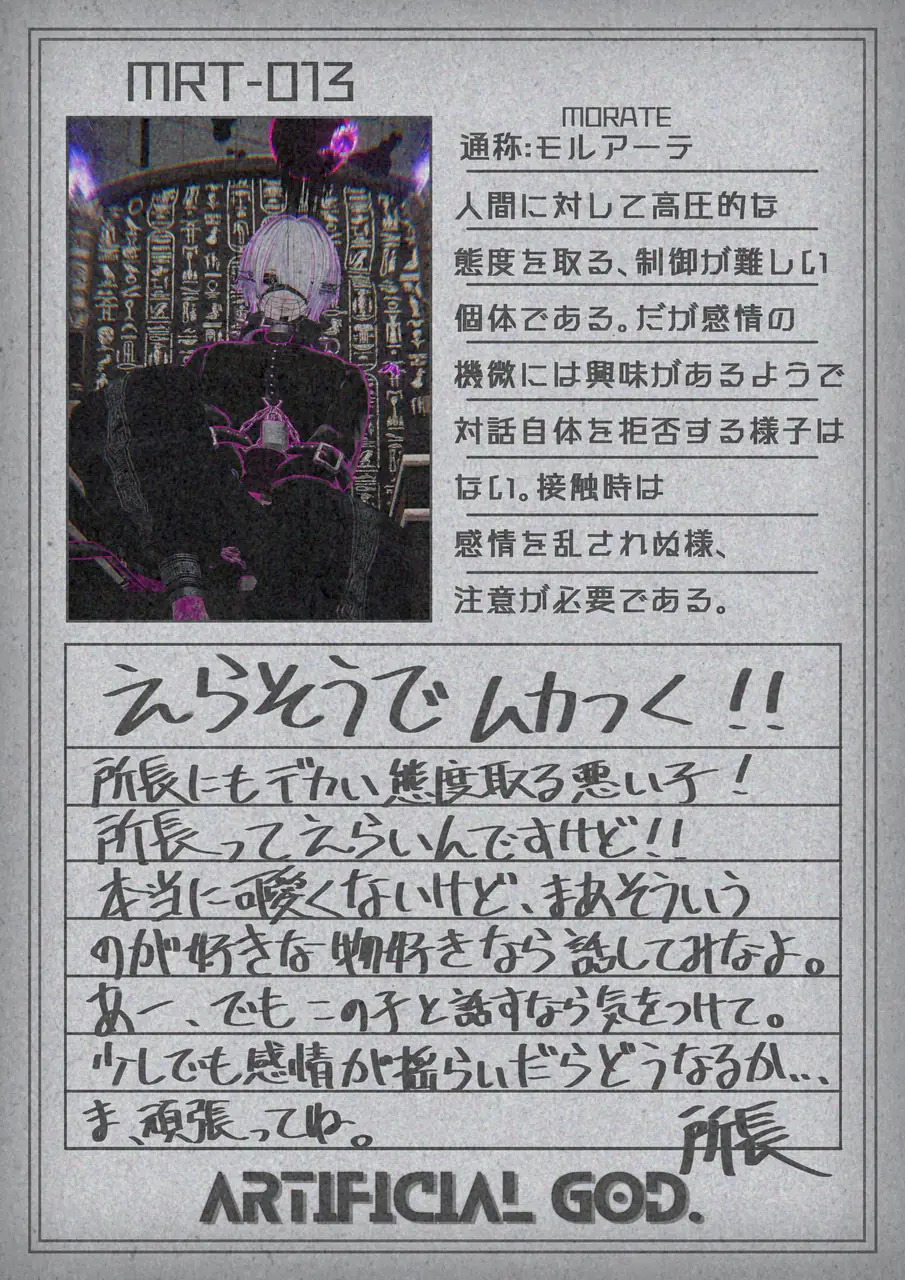 MRT-013
MORATE
通称:モルアーテ
人間に対して高圧的な
態度を取る、制御が難しい
個体である。だが感情の
機微には興味があるようで
対話自体を拒否する様子は
ない。接触時は
感情を乱されぬ様、
注意が必要である。
えらそうでムカつく!!
所長にもデカい態度取る悪い子!
所長ってえらいんですけど!!
本当に可愛くないけど、まあそういう
のが好きな物好きなら話してみなよ。
あー、でもこの子と話すなら気をつけて。
少しでも感情が揺らいだらどうなるか...
ま、頑張ってね。
所長
ARTIFICIAL GOD.